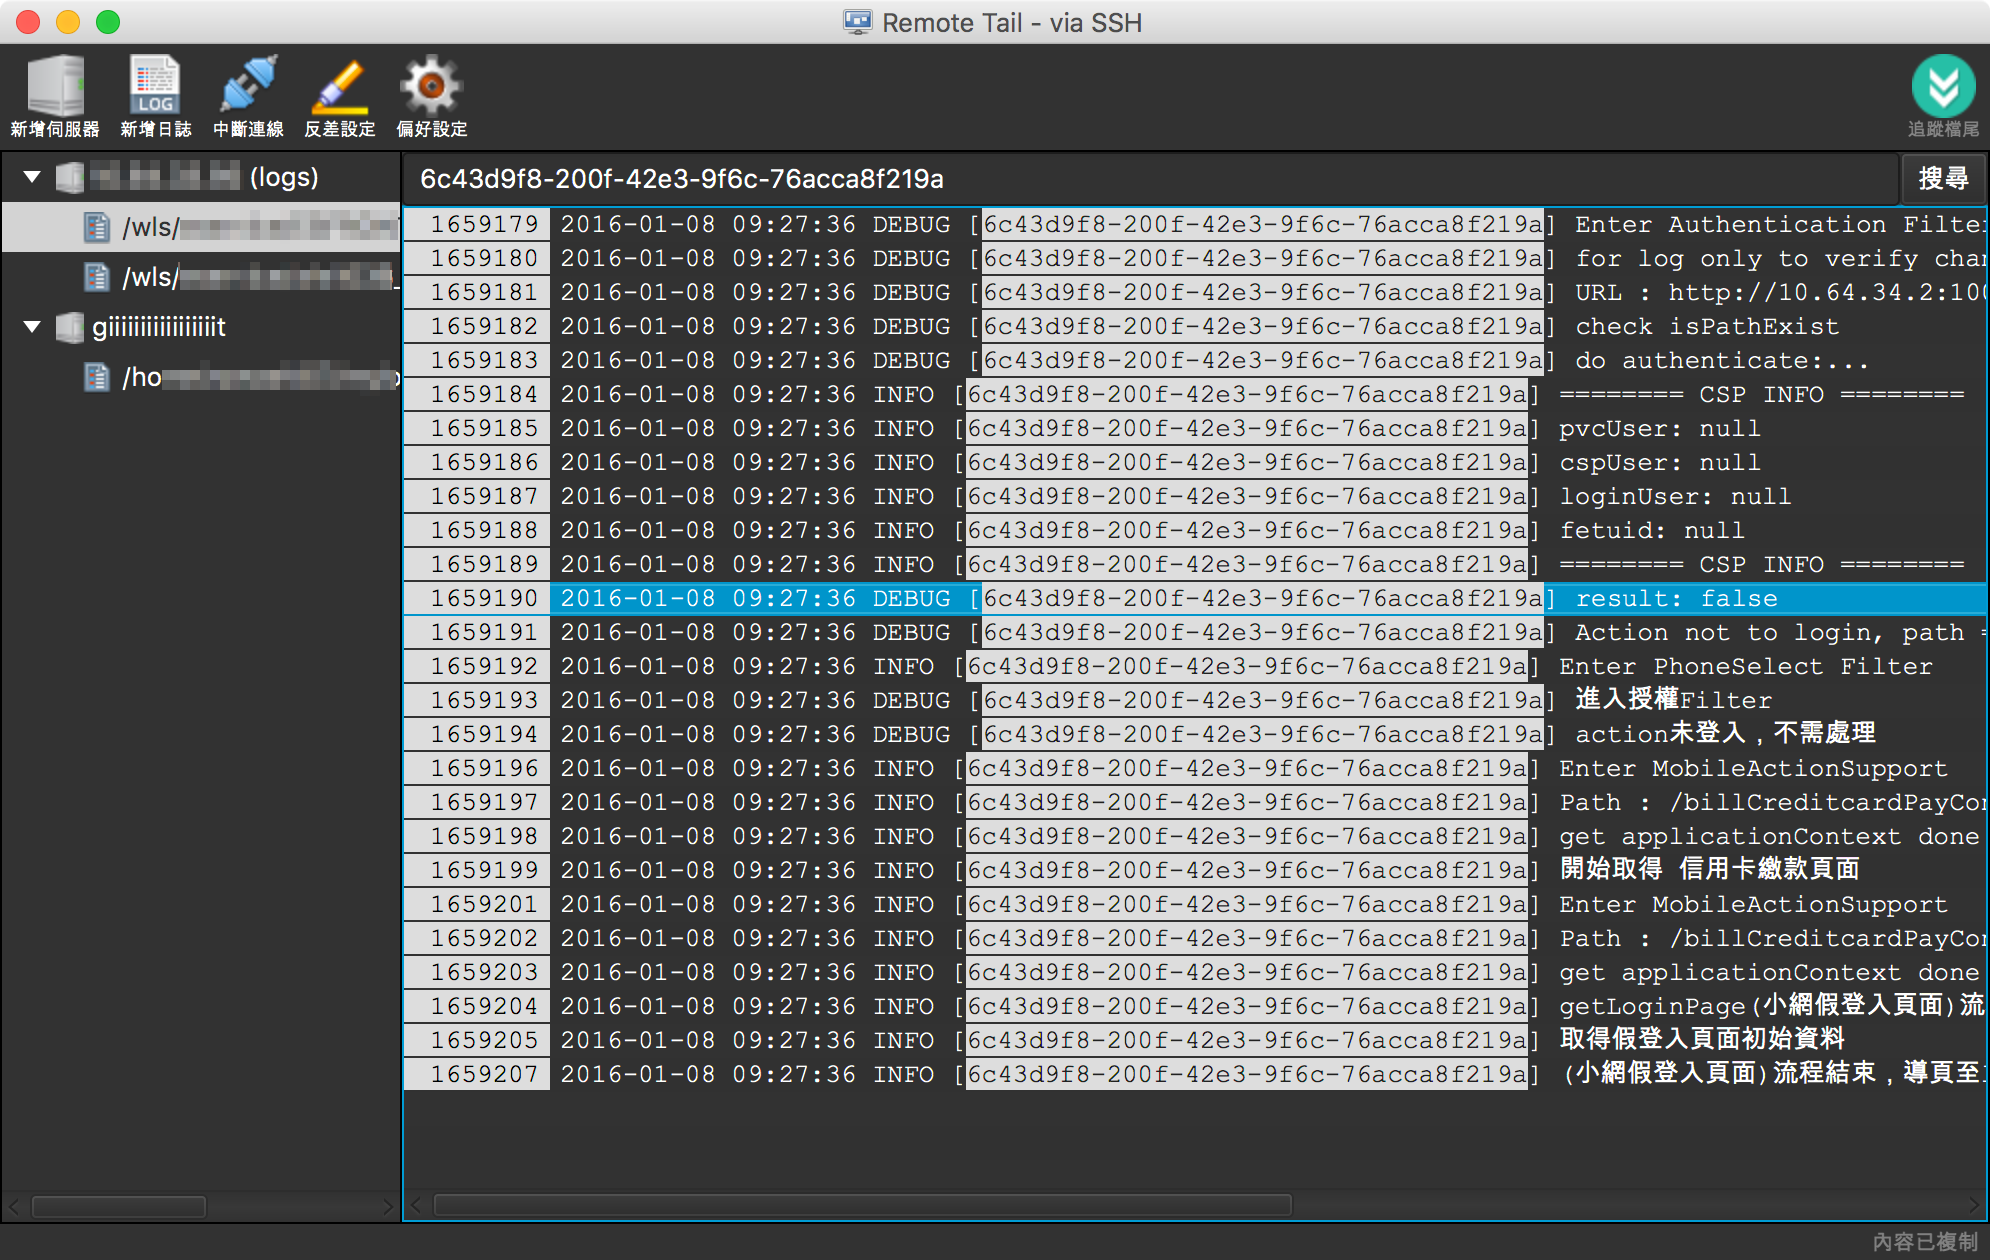 Remote Tail - via SSH
新增伺服器 新增日誌 中斷連線 反差設定 偏好設定 追蹤檔尾
LOG
(logs)
/wls/
/wls/
giiiiiiiiiiiiiiiiit
/ho
6c43d9f8-200f-42e3-9f6c-76acca8f219a 搜尋
1659179 2016-01-08 09:27:36 DEBUG [6c43d9f8-200f-42e3-9f6c-76acca8f219a] Enter Authentication Filte
1659180 2016-01-08 09:27:36 DEBUG [6c43d9f8-200f-42e3-9f6c-76acca8f219a] for log only to verify cha
1659181 2016-01-08 09:27:36 DEBUG [6c43d9f8-200f-42e3-9f6c-76acca8f219a] URL : http://10.64.34.2:10
1659182 2016-01-08 09:27:36 DEBUG [6c43d9f8-200f-42e3-9f6c-76acca8f219a] check isPathExist
1659183 2016-01-08 09:27:36 DEBUG [6c43d9f8-200f-42e3-9f6c-76acca8f219a] do authenticate:...
1659184 2016-01-08 09:27:36 INFO [6c43d9f8-200f-42e3-9f6c-76acca8f219a] ======== CSP INFO ========
1659185 2016-01-08 09:27:36 INFO [6c43d9f8-200f-42e3-9f6c-76acca8f219a] pvcUser: null
1659186 2016-01-08 09:27:36 INFO [6c43d9f8-200f-42e3-9f6c-76acca8f219a] cspUser: null
1659187 2016-01-08 09:27:36 INFO [6c43d9f8-200f-42e3-9f6c-76acca8f219a] loginUser: null
1659188 2016-01-08 09:27:36 INFO [6c43d9f8-200f-42e3-9f6c-76acca8f219a] fetuid: null
1659189 2016-01-08 09:27:36 INFO [6c43d9f8-200f-42e3-9f6c-76acca8f219a] ======== CSP INFO ========
1659190 2016-01-08 09:27:36 DEBUG [6c43d9f8-200f-42e3-9f6c-76acca8f219a] result: false
1659191 2016-01-08 09:27:36 DEBUG [6c43d9f8-200f-42e3-9f6c-76acca8f219a] Action not to login, path =
1659192 2016-01-08 09:27:36 INFO [6c43d9f8-200f-42e3-9f6c-76acca8f219a] Enter PhoneSelect Filter
1659193 2016-01-08 09:27:36 DEBUG [6c43d9f8-200f-42e3-9f6c-76acca8f219a] 進入授權Filter
1659194 2016-01-08 09:27:36 DEBUG [6c43d9f8-200f-42e3-9f6c-76acca8f219a] action未登入，不需處理
1659196 2016-01-08 09:27:36 INFO [6c43d9f8-200f-42e3-9f6c-76acca8f219a] Enter MobileActionSupport
1659197 2016-01-08 09:27:36 INFO [6c43d9f8-200f-42e3-9f6c-76acca8f219a] Path : /billCreditcardPayCo
1659198 2016-01-08 09:27:36 INFO [6c43d9f8-200f-42e3-9f6c-76acca8f219a] get applicationContext done
1659199 2016-01-08 09:27:36 INFO [6c43d9f8-200f-42e3-9f6c-76acca8f219a] 開始取得 信用卡繳款頁面
1659201 2016-01-08 09:27:36 INFO [6c43d9f8-200f-42e3-9f6c-76acca8f219a] Enter MobileActionSupport
1659202 2016-01-08 09:27:36 INFO [6c43d9f8-200f-42e3-9f6c-76acca8f219a] Path : /billCreditcardPayCo
1659203 2016-01-08 09:27:36 INFO [6c43d9f8-200f-42e3-9f6c-76acca8f219a] get applicationContext done
1659204 2016-01-08 09:27:36 INFO [6c43d9f8-200f-42e3-9f6c-76acca8f219a] getLoginPage(小網假登入頁面)流
1659205 2016-01-08 09:27:36 INFO [6c43d9f8-200f-42e3-9f6c-76acca8f219a] 取得假登入頁面初始資料
1659207 2016-01-08 09:27:36 INFO [6c43d9f8-200f-42e3-9f6c-76acca8f219a] (小網假登入頁面)流程結束，導頁至
內容已複製